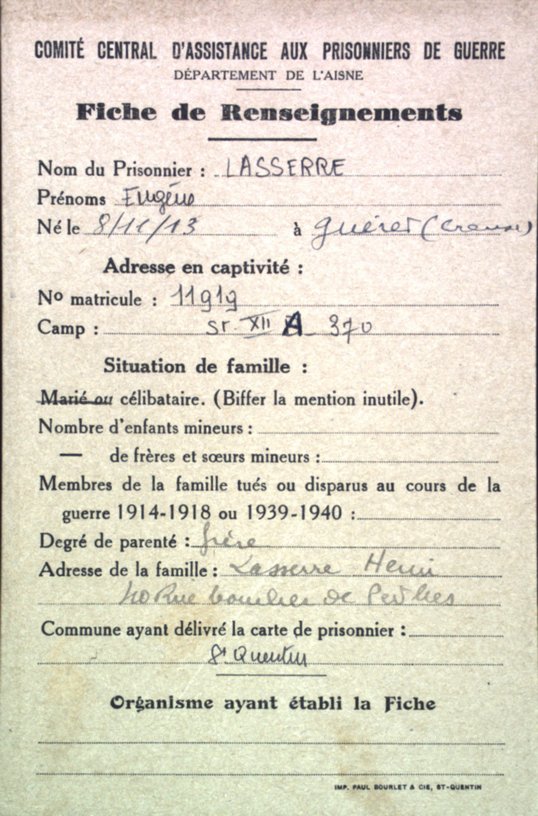 COMITÉ CENTRAL D'ASSISTANCE AUX PRISONNIERS DE GUERRE
DÉPARTEMENT DE L'AISNE
Fiche de Renseignements
Nom du Prisonnier : LASSERRE
Prénoms Eugène
Né le 8/11/13 à Guéret (Creuse)
Adresse en captivité :
No matricule : 11919
Camp : St XII A 370
Situation de famille :
Marié ou célibataire. (Biffer la mention inutile).
Nombre d'enfants mineurs :
— de frères et sœurs mineurs :
Membres de la famille tués ou disparus au cours de la
guerre 1914-1918 ou 1939-1940 :
Degré de parenté : frère
Adresse de la famille : Lasserre Henri
Rue de
Commune ayant délivré la carte de prisonnier :
St Quentin
Organisme ayant établi la Fiche
IMP. PAUL BOURLET & CIE, ST-QUENTIN